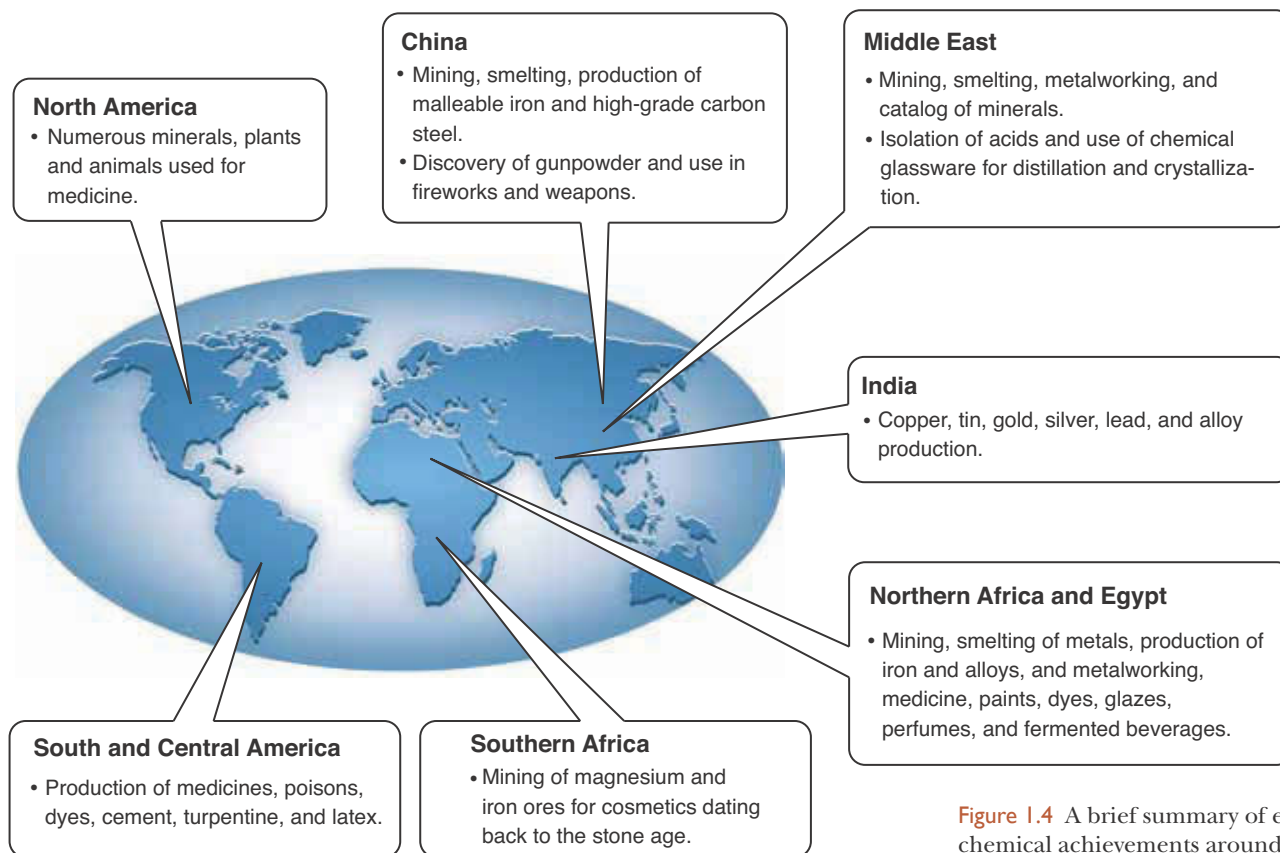 North America
• Numerous minerals, plants
and animals used for
medicine.
China
• Mining, smelting, production of
malleable iron and high-grade carbon
steel.
• Discovery of gunpowder and use in
fireworks and weapons.
Middle East
• Mining, smelting, metalworking, and
catalog of minerals.
• Isolation of acids and use of chemical
glassware for distillation and crystalliza-
tion.
India
• Copper, tin, gold, silver, lead, and alloy
production.
Northern Africa and Egypt
• Mining, smelting of metals, production of
iron and alloys, and metalworking,
medicine, paints, dyes, glazes,
perfumes, and fermented beverages.
South and Central America
• Production of medicines, poisons,
dyes, cement, turpentine, and latex.
Southern Africa
• Mining of magnesium and
iron ores for cosmetics dating
back to the stone age.
Figure 1.4 A brief summary of
chemical achievements around